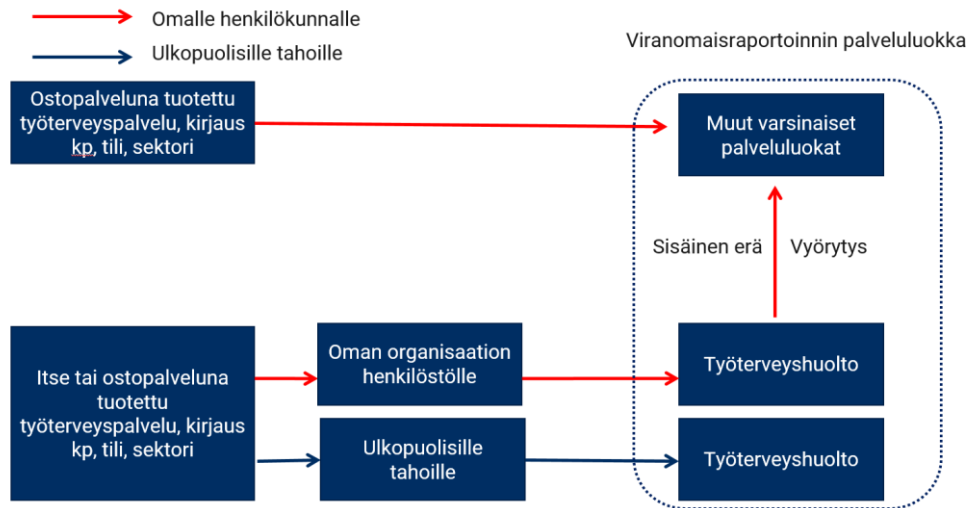 Omalle henkilökunnalle
Ulkopuolisille tahoille
Viranomaisraportoinnin palveluluokka
Ostopalveluna tuotettu
työterveyspalvelu, kirjaus
kp, tili, sektori
Muut varsinaiset
palveluluokat
Sisäinen erä
Vyörytys
Itse tai ostopalveluna
tuotettu
työterveyspalvelu, kirjaus
kp, tili, sektori
Oman organisaation
henkilöstölle
Työterveyshuolto
Ulkopuolisille
tahoille
Työterveyshuolto